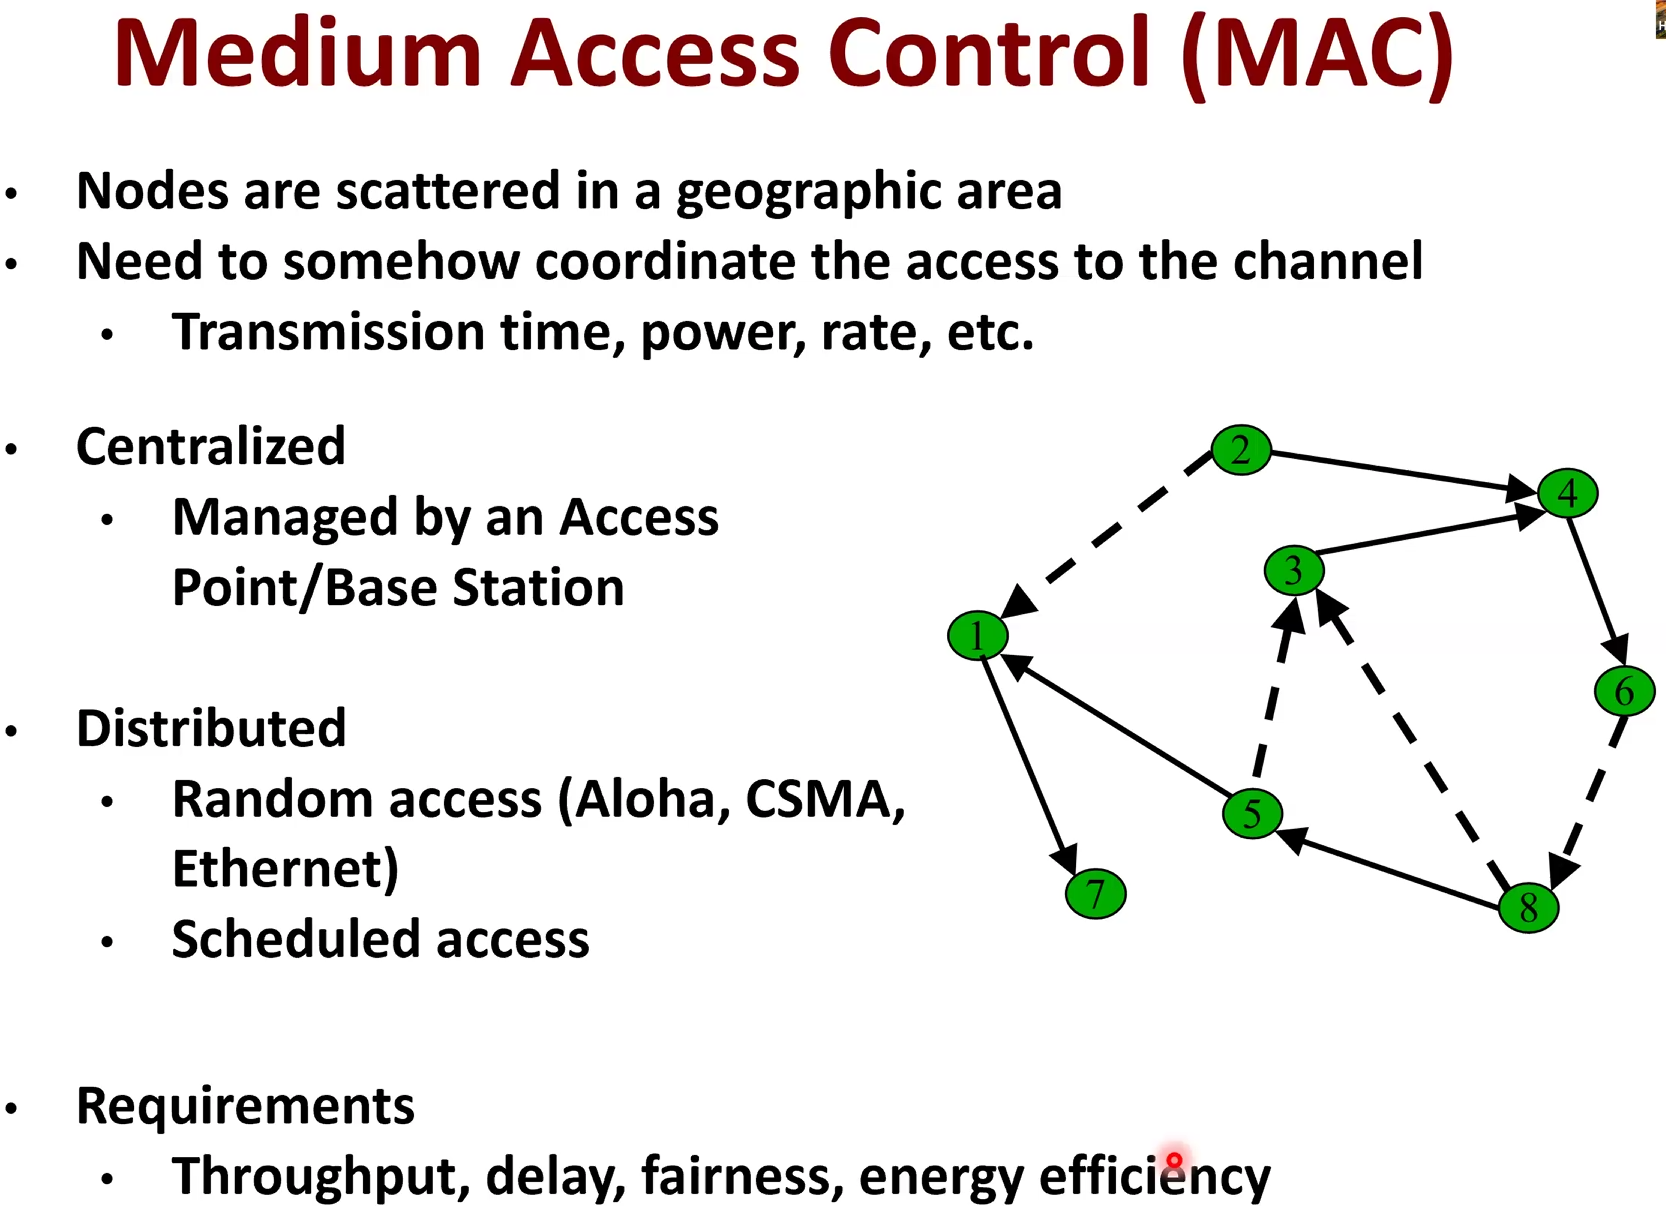 Medium Access Control (MAC)
• Nodes are scattered in a geographic area
• Need to somehow coordinate the access to the channel
• Transmission time, power, rate, etc.
• Centralized
• Managed by an Access
Point/Base Station
• Distributed
• Random access (Aloha, CSMA,
Ethernet)
• Scheduled access
2
4
3
1
6
5
7
8
• Requirements
• Throughput, delay, fairness, energy efficiency